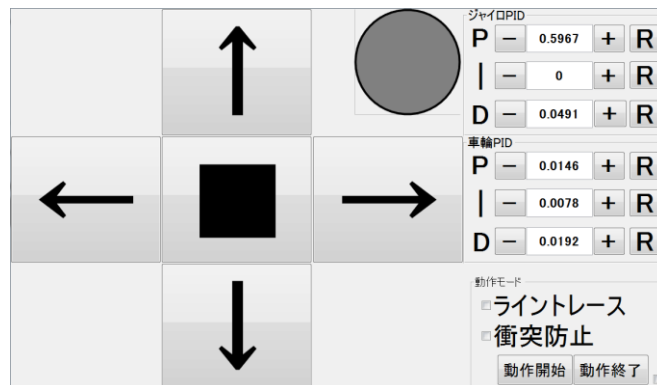 ジャイロPID
P − 0.5967 + R
I − 0 + R
D − 0.0491 + R
車輪PID
P − 0.0146 + R
I − 0.0078 + R
D − 0.0192 + R
動作モード
ライントレース
衝突防止
動作開始 動作終了